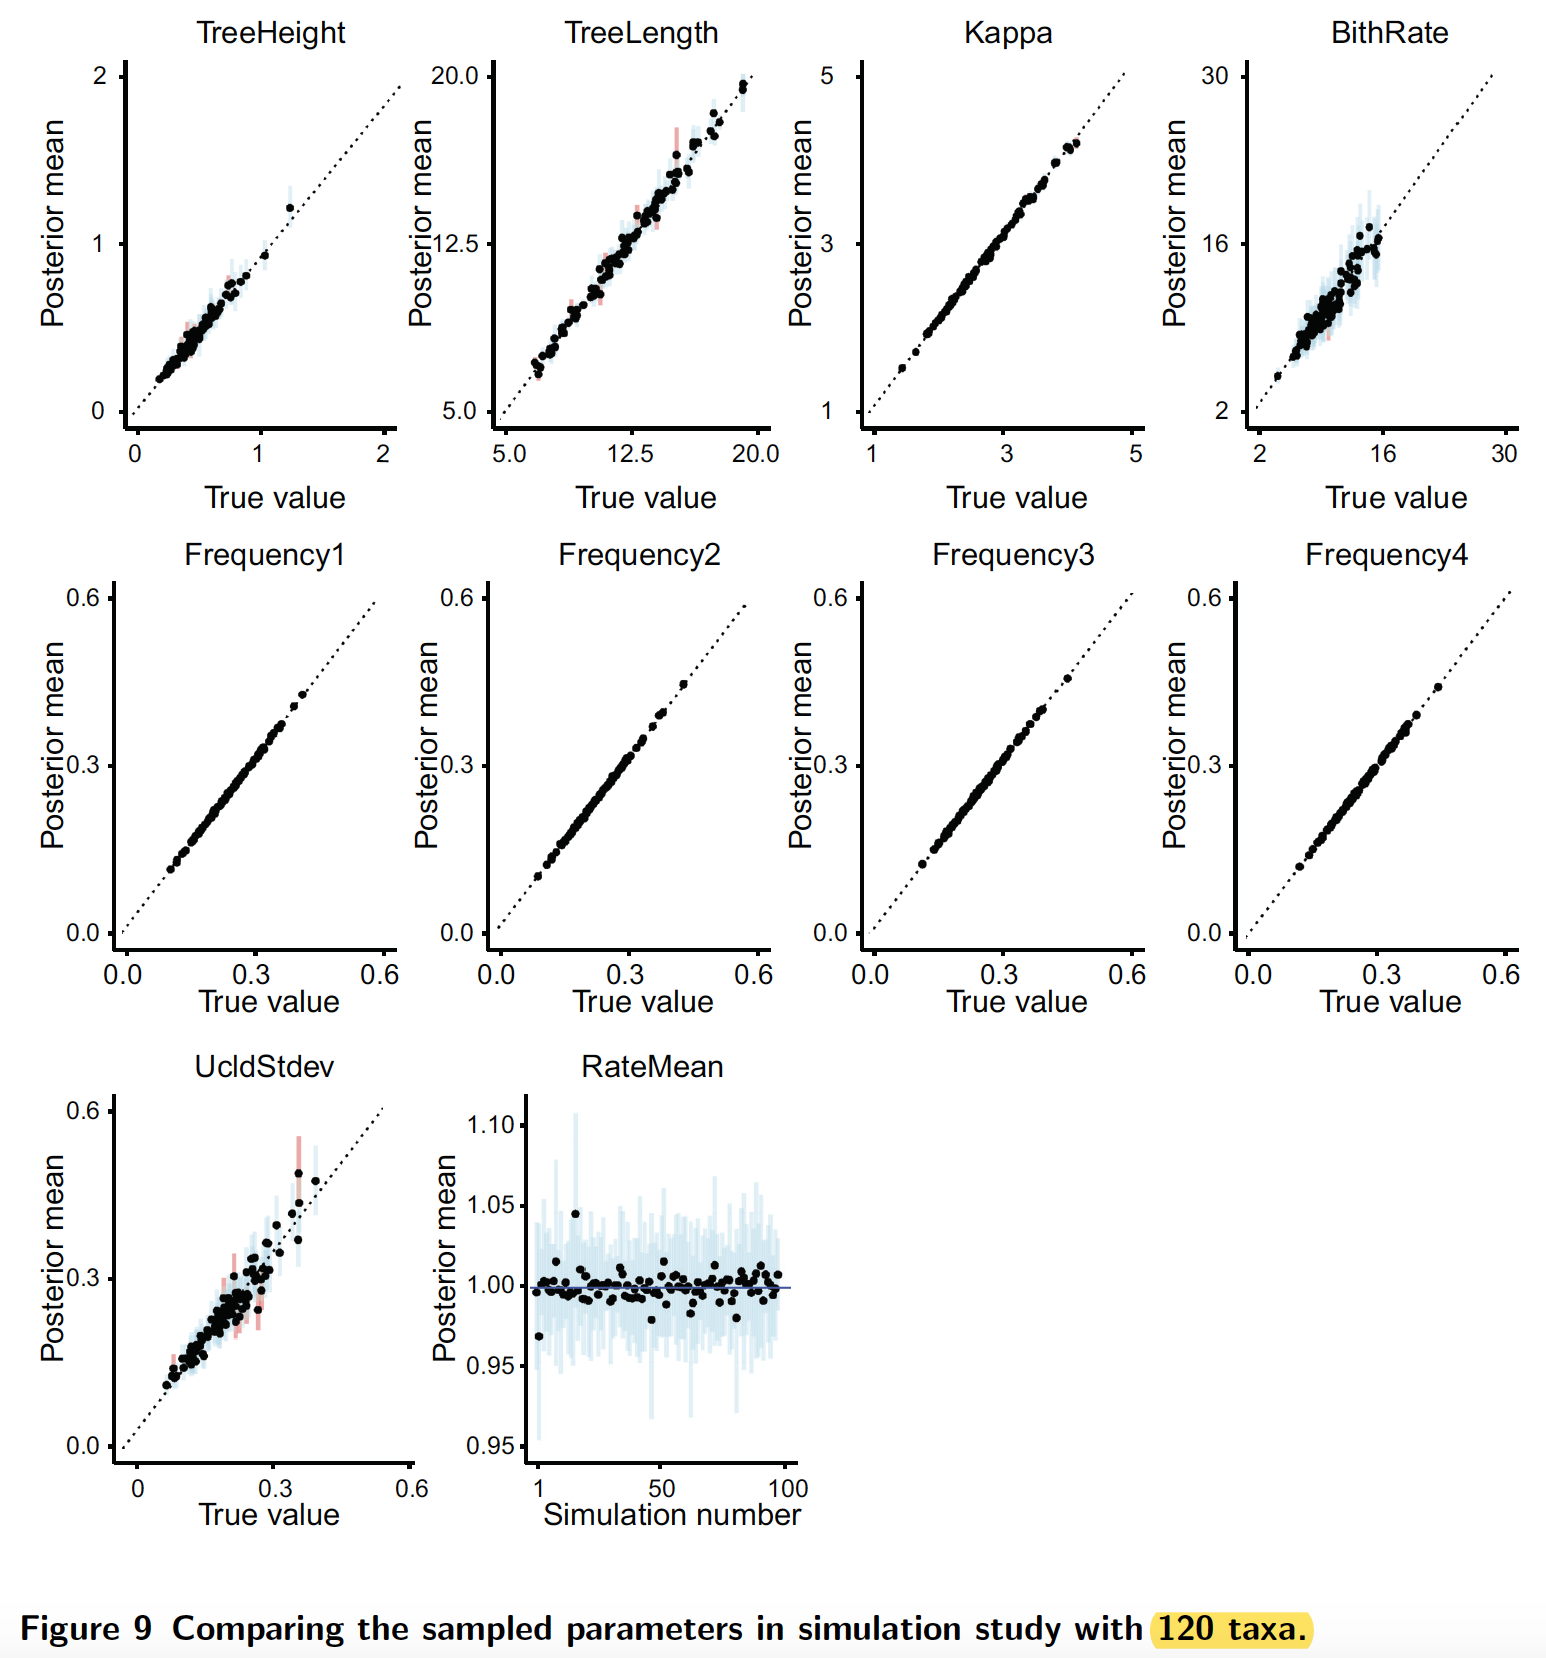 TreeHeight TreeLength Kappa BithRate
2 20.0 5 30
Posterior mean Posterior mean Posterior mean Posterior mean
1 12.5 3 16
0 5.0 1 2
0 1 2 5.0 12.5 20.0 1 3 5 2 16 30
True value True value True value True value
Frequency1 Frequency2 Frequency3 Frequency4
0.6 0.6 0.6 0.6
Posterior mean Posterior mean Posterior mean Posterior mean
0.3 0.3 0.3 0.3
0.0 0.0 0.0 0.0
0.0 0.3 0.6 0.0 0.3 0.6 0.0 0.3 0.6 0.0 0.3 0.6
True value True value True value True value
UcldStdev RateMean
0.6 1.10
Posterior mean Posterior mean
1.05
0.3 1.00
0.95
0.0 0.95
0 0.3 0.6 1 50 100
True value Simulation number
Figure 9 Comparing the sampled parameters in simulation study with 120 taxa.